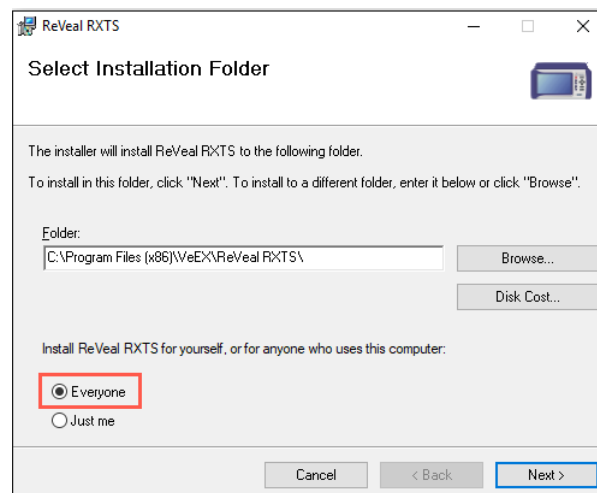 ReVeal RXTS
Select Installation Folder
The installer will install ReVeal RXTS to the following folder.
To install in this folder, click "Next". To install to a different folder, enter it below or click "Browse".
Folder:
C:\Program Files (x86)\VeEX\ReVeal RXTS\
Browse...
Disk Cost...
Install ReVeal RXTS for yourself, or for anyone who uses this computer:
Everyone
Just me
Cancel
< Back
Next >